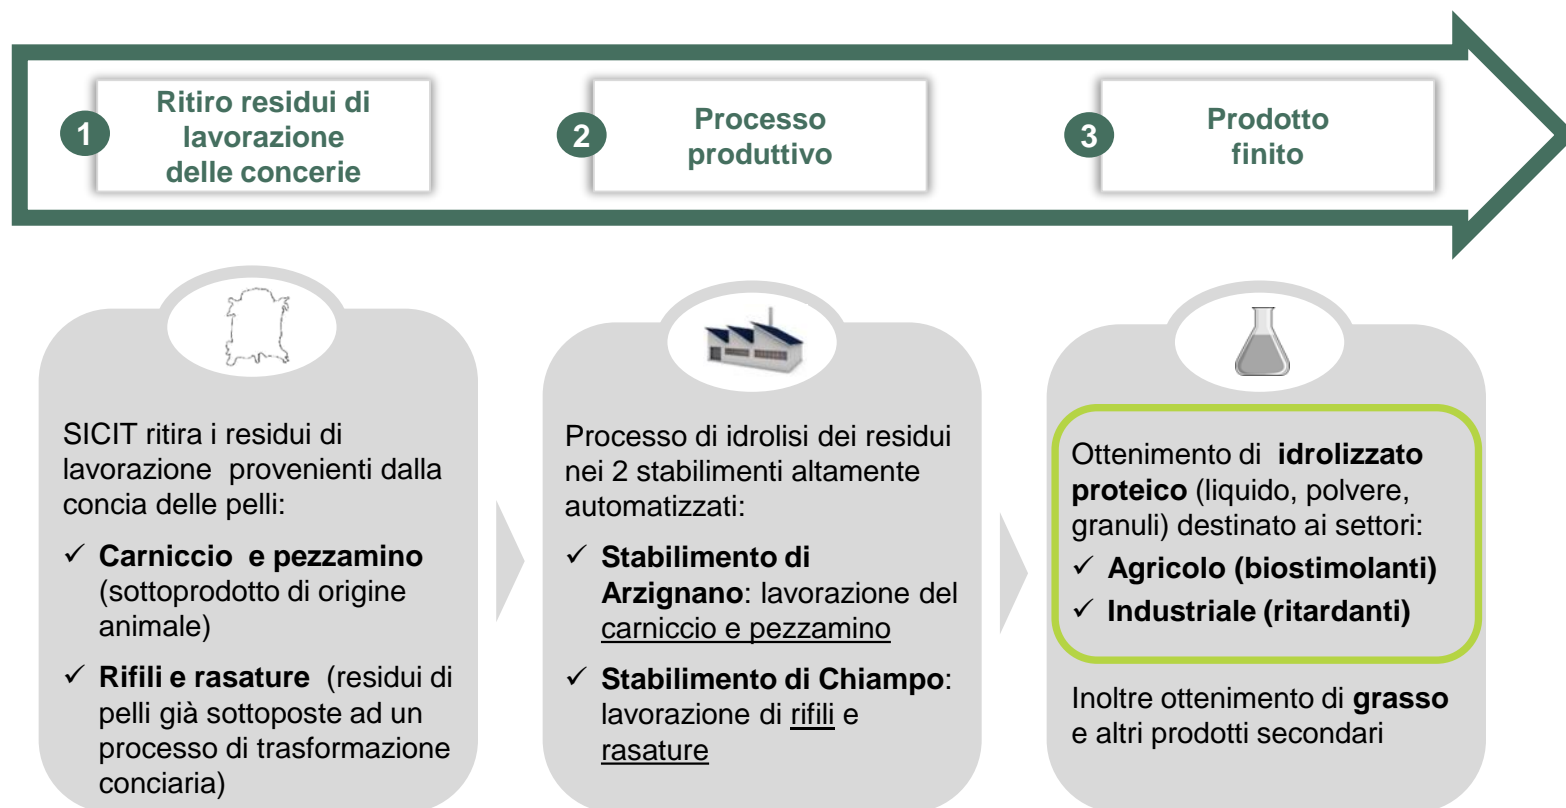 1
Ritiro residui di
lavorazione
delle concerie
2
Processo
produttivo
3
Prodotto
finito
SICIT ritira i residui di
lavorazione provenienti dalla
concia delle pelli:
✓ Carniccio e pezzamino
(sottoprodotto di origine
animale)
✓ Rifili e rasature (residui di
pelli già sottoposte ad un
processo di trasformazione
conciaria)
Processo di idrolisi dei residui
nei 2 stabilimenti altamente
automatizzati:
✓ Stabilimento di
Arzignano: lavorazione del
carniccio e pezzamino
✓ Stabilimento di Chiampo:
lavorazione di rifili e
rasature
Ottenimento di idrolizzato
proteico (liquido, polvere,
granuli) destinato ai settori:
✓ Agricolo (biostimolanti)
✓ Industriale (ritardanti)
Inoltre ottenimento di grasso
e altri prodotti secondari